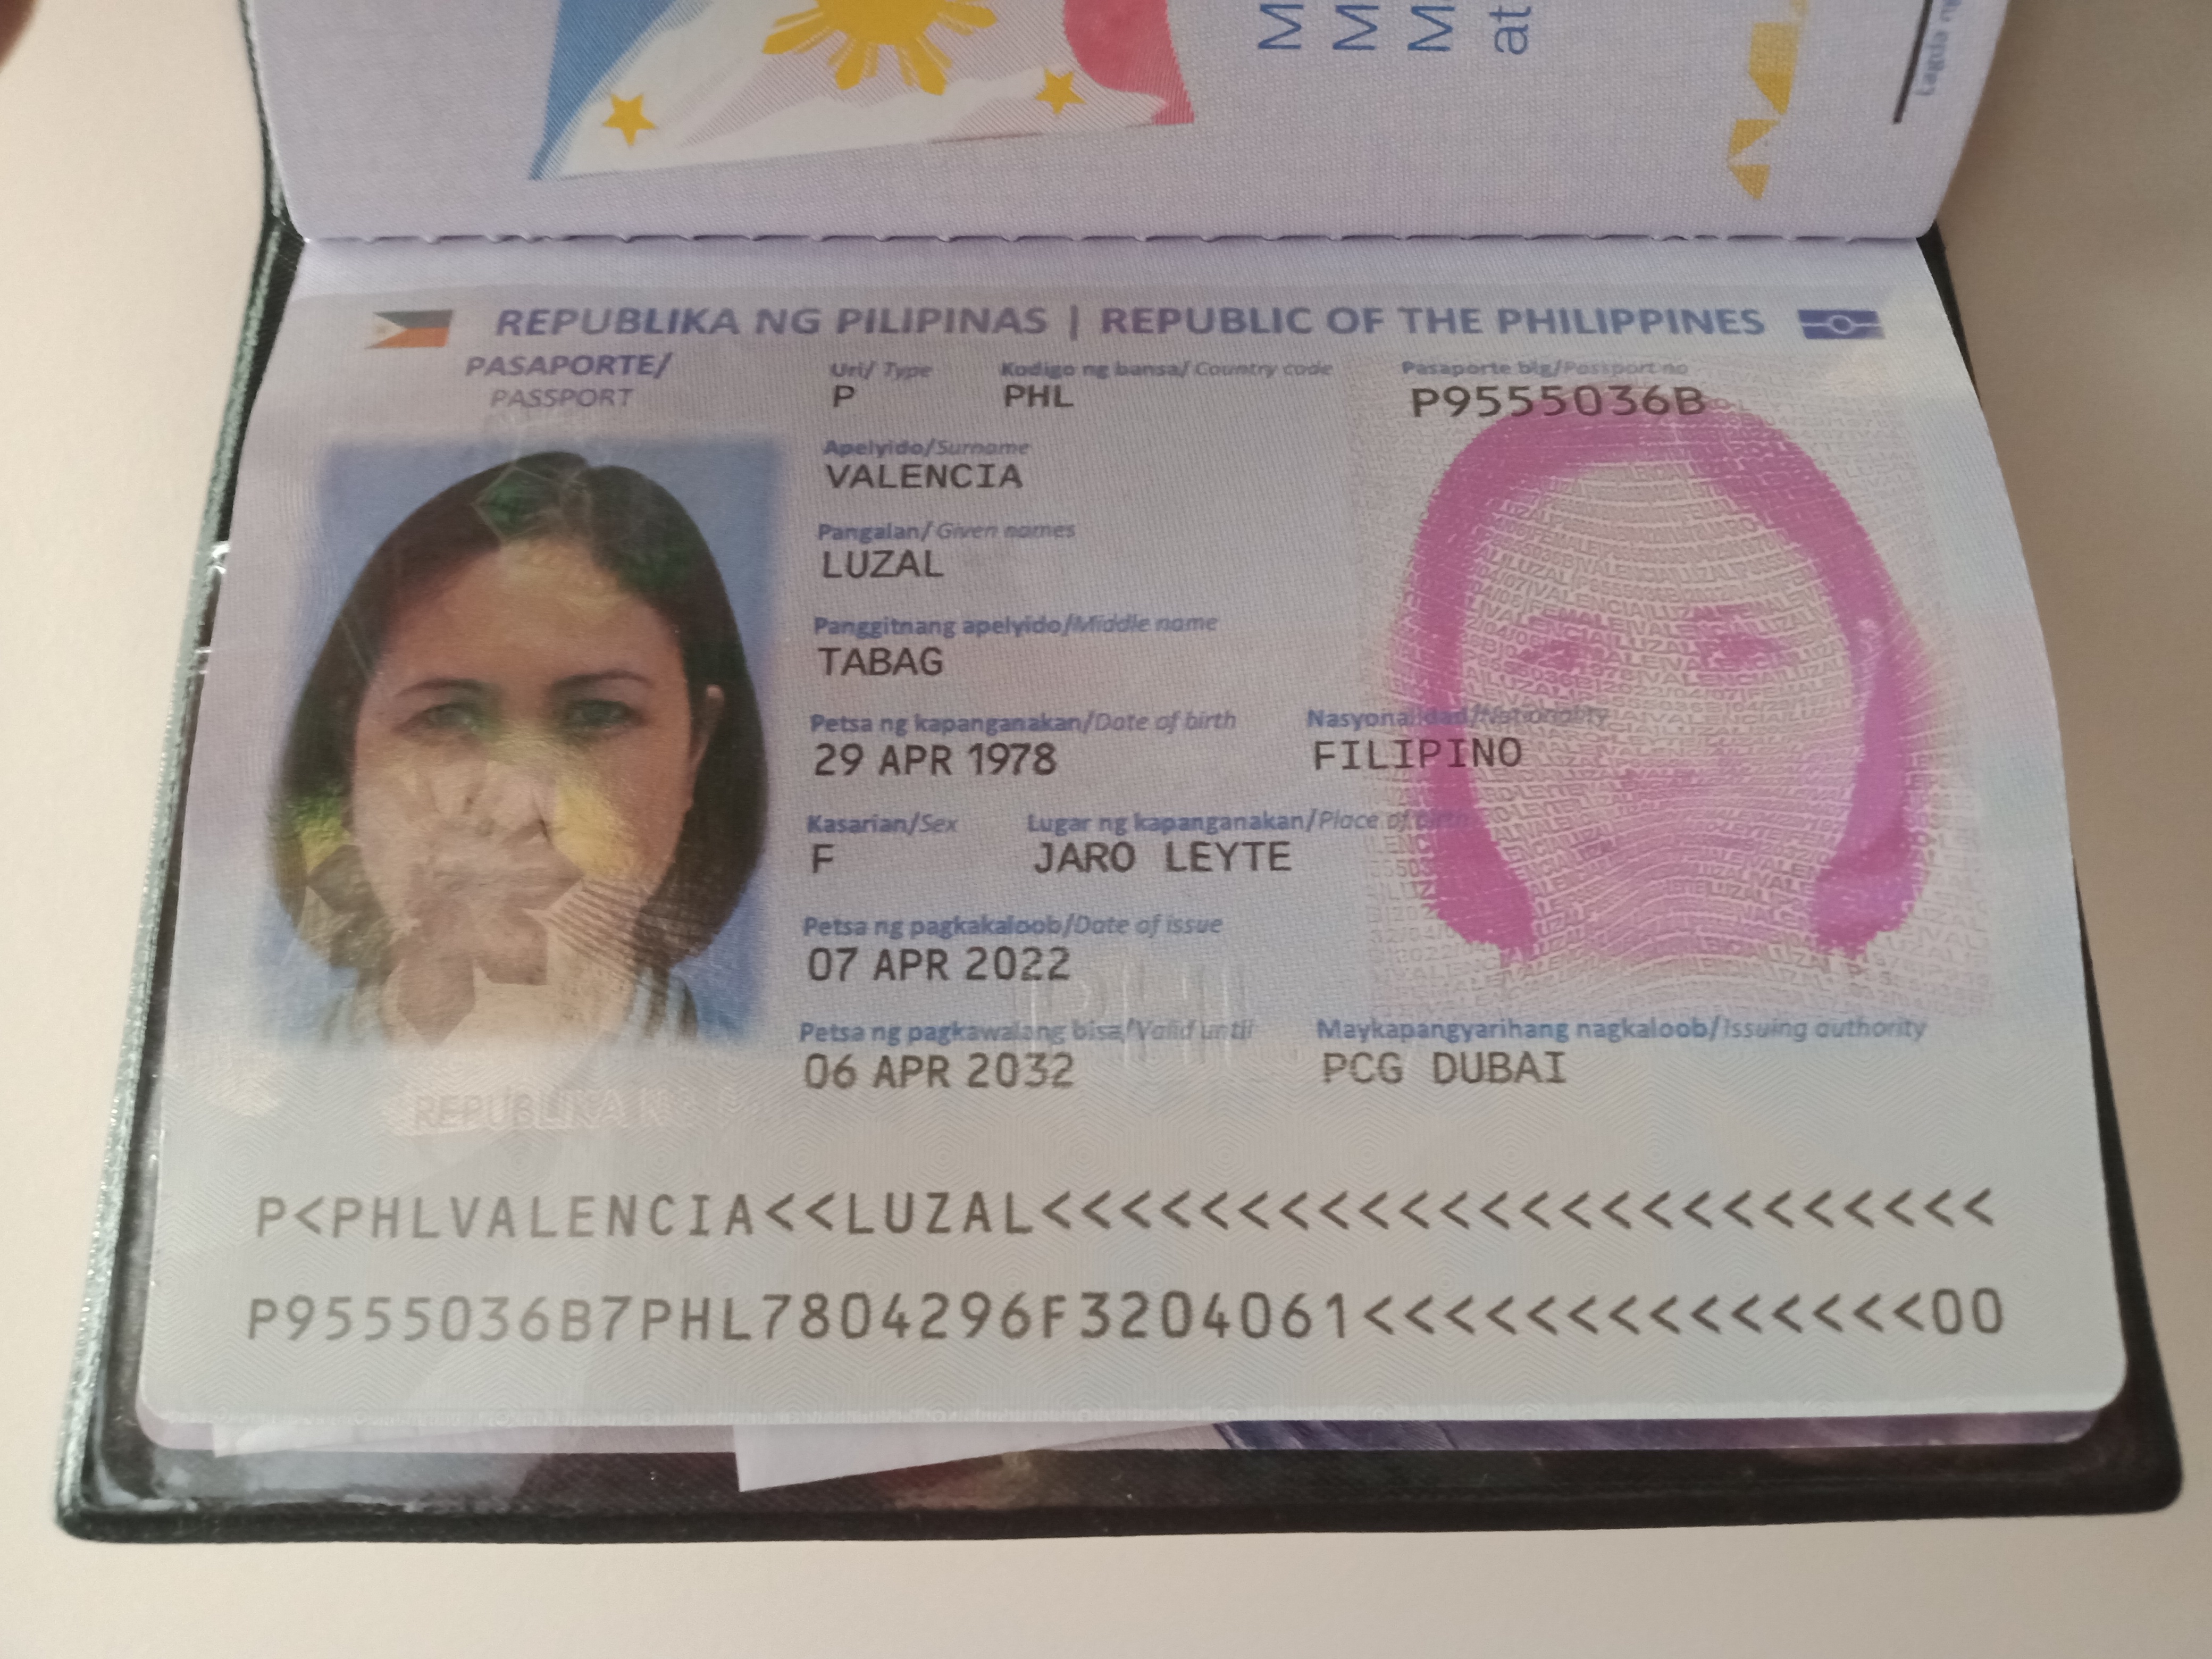 M
M
M
at
REPUBLIKA NG PILIPINAS | REPUBLIC OF THE PHILIPPINES
PASAPORTE/
PASSPORT
Uri/ Type
P
Kodigo ng bansa/ Country code
PHL
Pasaporte blg/Passport no
P9555036B
Apelyido/Surname
VALENCIA
Pangalan/ Given names
LUZAL
Panggitnang apelyido/Middle name
TABAG
Petsa ng kapanganakan/Date of birth
29 APR 1978
Nasyonalidad/Nationality
FILIPINO
Kasarian/Sex
F
Lugar ng kapanganakan/Place of birth
JARO LEYTE
Petsa ng pagkakaloob/Date of issue
07 APR 2022
Petsa ng pagkawalang bisa/Valid until
06 APR 2032
Maykapangyarihang nagkaloob/Issuing authority
PCG DUBAI
REPUBLIKA NG
PHL
P<PHLVALENCIA<<LUZAL<<<<<<<<<<<<<<<<<<<<<<<<
P9555036B7PHL7804296F3204061<<<<<<<<<<<<<<00